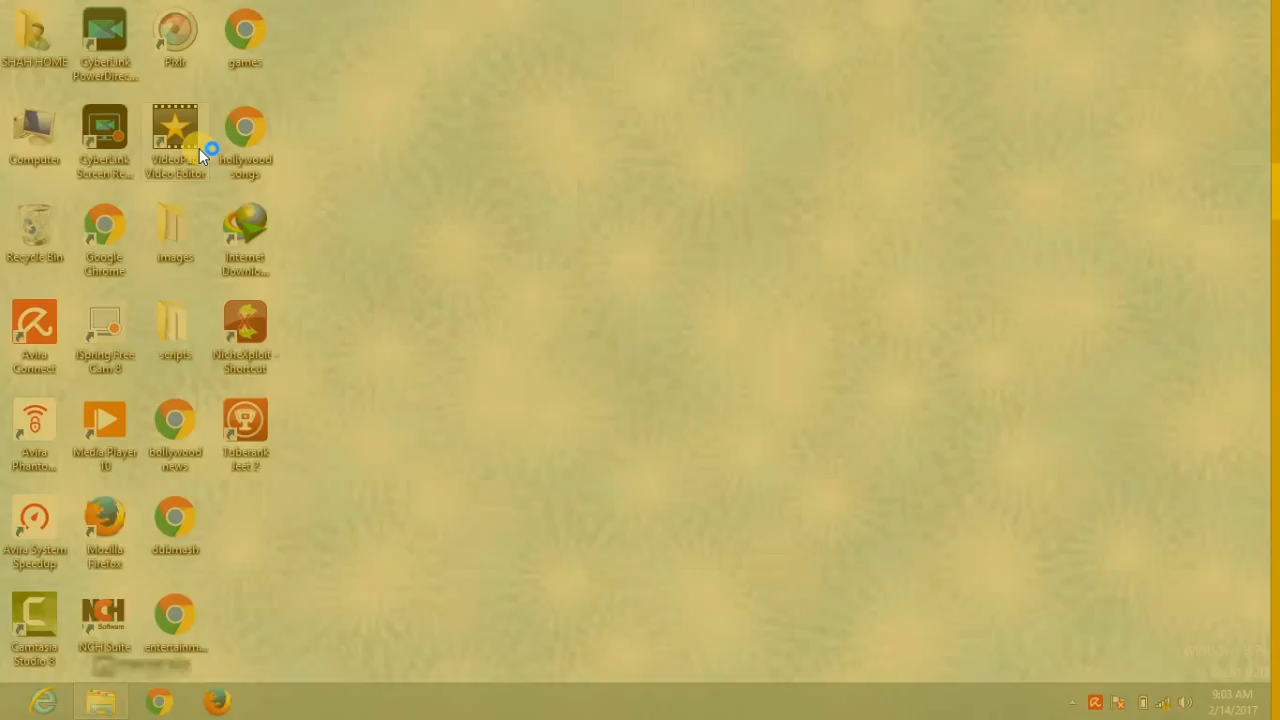 SHAH HOME
CyberLink
PowerDirec...
Pixlr
games
Computer
CyberLink
Screen Re...
VideoPa
Video Editor
hollywood
songs
Recycle Bin
Google
Chrome
images
Internet
Downlo...
Avira
Connect
iSpring Free
Cam 8
scripts
NicheXploit -
Shortcut
Avira
Phanto...
Media Player
10
bollywood
news
Tuberank
Jeet 2
Avira System
Speedup
Mozilla
Firefox
dubmash
Camtasia
Studio 8
NCH
Software
NCH Suite
entertainm...
9:03 AM
2/14/2017